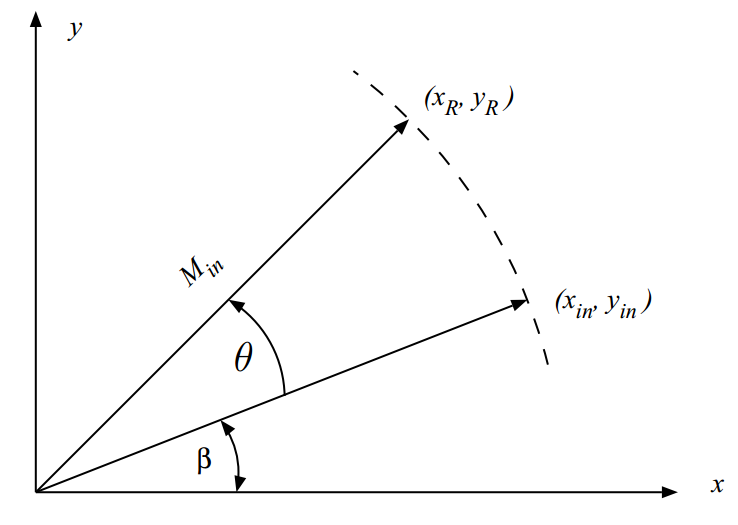 y
(x_R, y_R)
M_in
(x_in, y_in)
θ
β
x